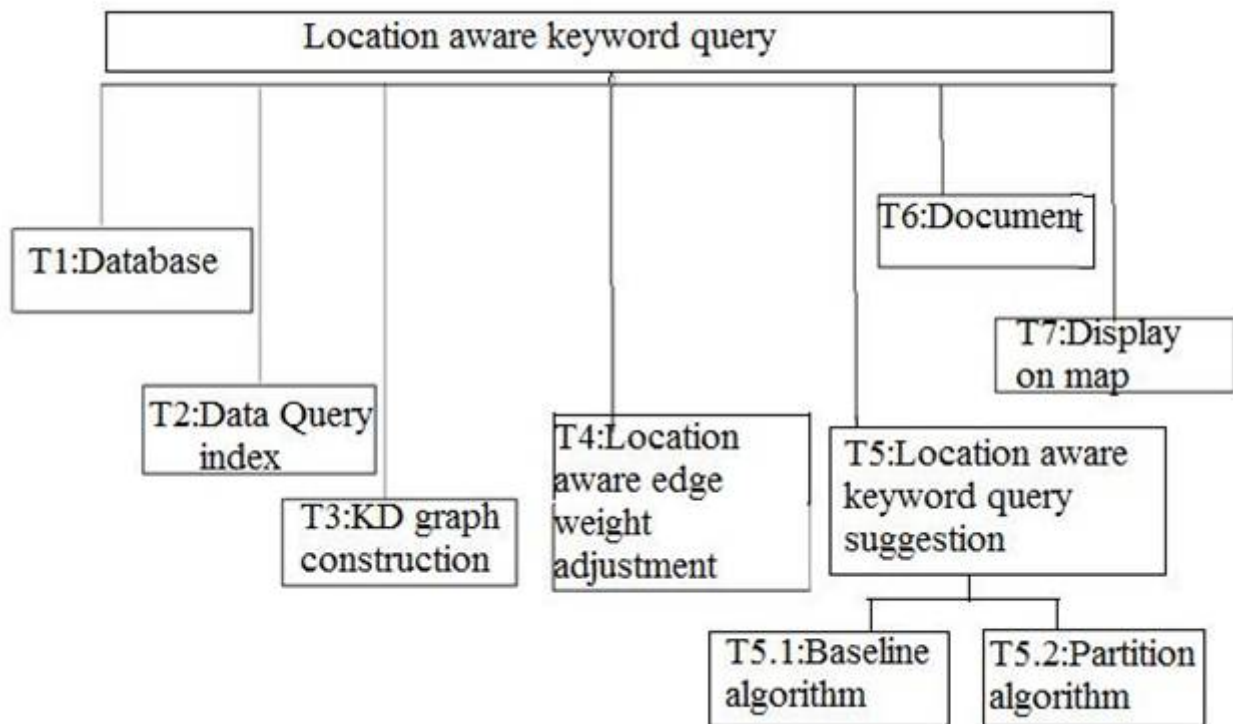 Location aware keyword query
T6:Document
T1:Database
T7:Display
on map
T2:Data Query
index
T4:Location
aware edge
weight
adjustment
T5:Location aware
keyword query
suggestion
T3:KD graph
construction
T5.1:Baseline
algorithm
T5.2:Partition
algorithm